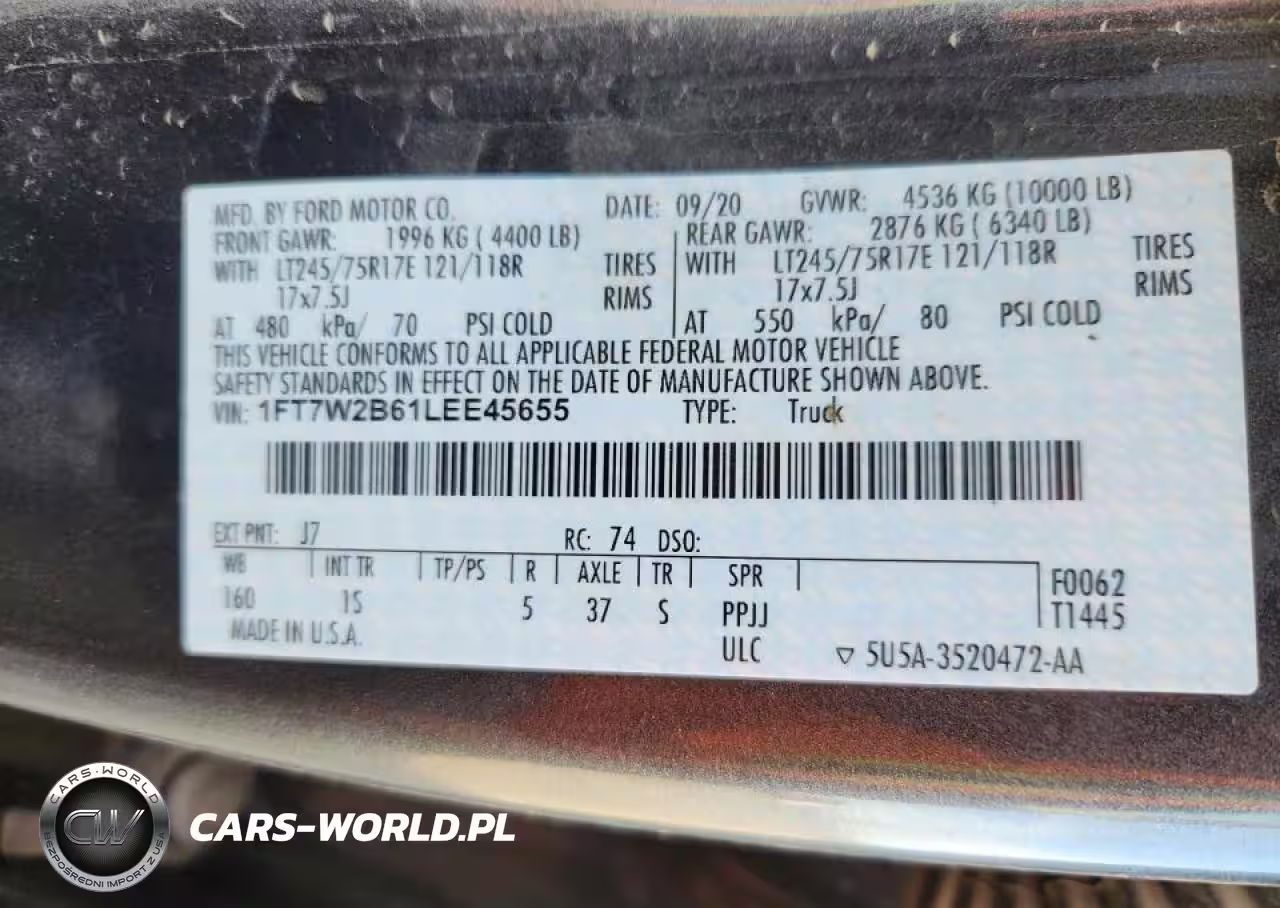 MFD. BY FORD MOTOR CO. DATE: 09/20 GVWR: 4536 KG (10000 LB)
FRONT GAWR: 1996 KG ( 4400 LB) REAR GAWR: 2876 KG ( 6340 LB)
WITH LT245/75R17E 121/118R TIRES WITH LT245/75R17E 121/118R TIRES
17x7.5J RIMS 17x7.5J RIMS
AT 480 kPa/ 70 PSI COLD AT 550 kPa/ 80 PSI COLD
THIS VEHICLE CONFORMS TO ALL APPLICABLE FEDERAL MOTOR VEHICLE
SAFETY STANDARDS IN EFFECT ON THE DATE OF MANUFACTURE SHOWN ABOVE.
VIN: 1FT7W2B61LEE45655 TYPE: Truck
EXT PNT: J7 RC: 74 DSO:
WB INT TR TP/PS R AXLE TR SPR F0062
160 1S 5 37 S PPJJ T1445
MADE IN U.S.A. ULC ▽ 5U5A-3520472-AA
CARS-WORLD
CW
BEZPOŚREDNI IMPORT Z USA
CARS-WORLD.PL